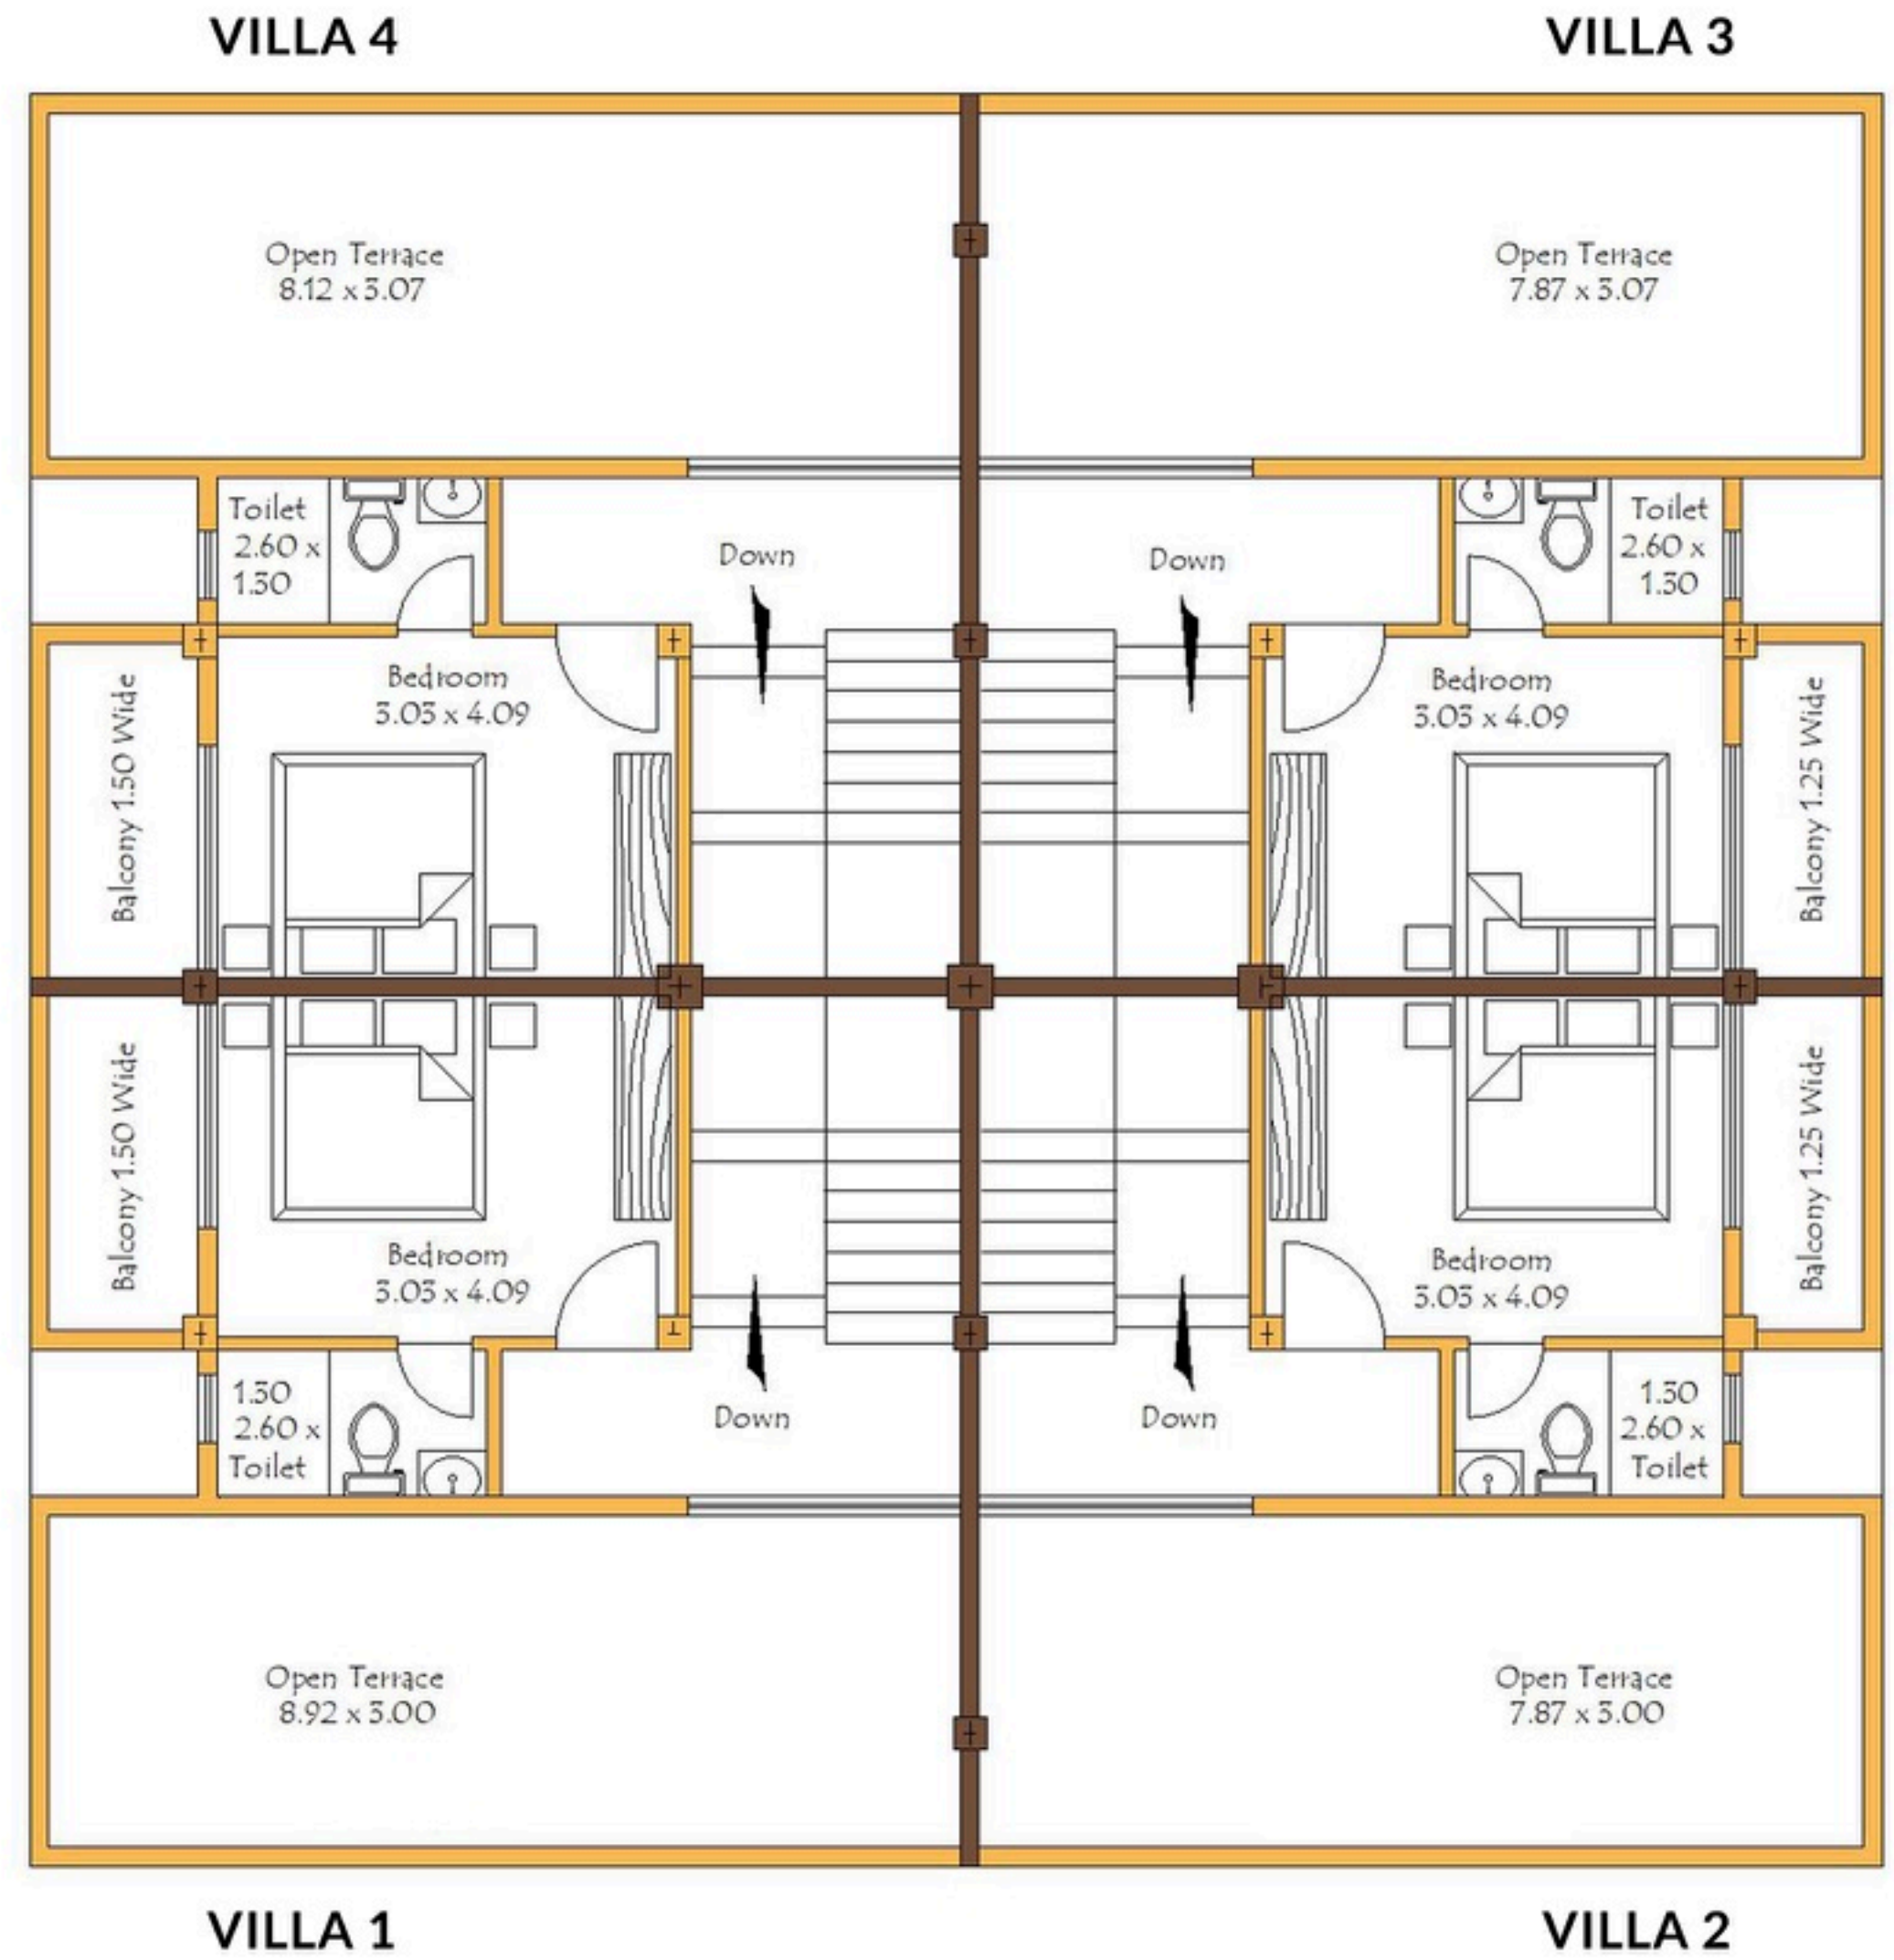 VILLA 4
VILLA 3
Open Terrace
8.12 x 3.07
Open Terrace
7.87 x 3.07
Toilet
2.60 x
1.30
Down
Down
Toilet
2.60 x
1.30
Bedroom
3.03 x 4.09
Bedroom
3.03 x 4.09
Balcony 1.50 Wide
Balcony 1.25 Wide
Balcony 1.50 Wide
Balcony 1.25 Wide
Bedroom
3.03 x 4.09
Bedroom
3.03 x 4.09
1.30
2.60 x
Toilet
Down
Down
1.30
2.60 x
Toilet
Open Terrace
8.92 x 3.00
Open Terrace
7.87 x 3.00
VILLA 1
VILLA 2